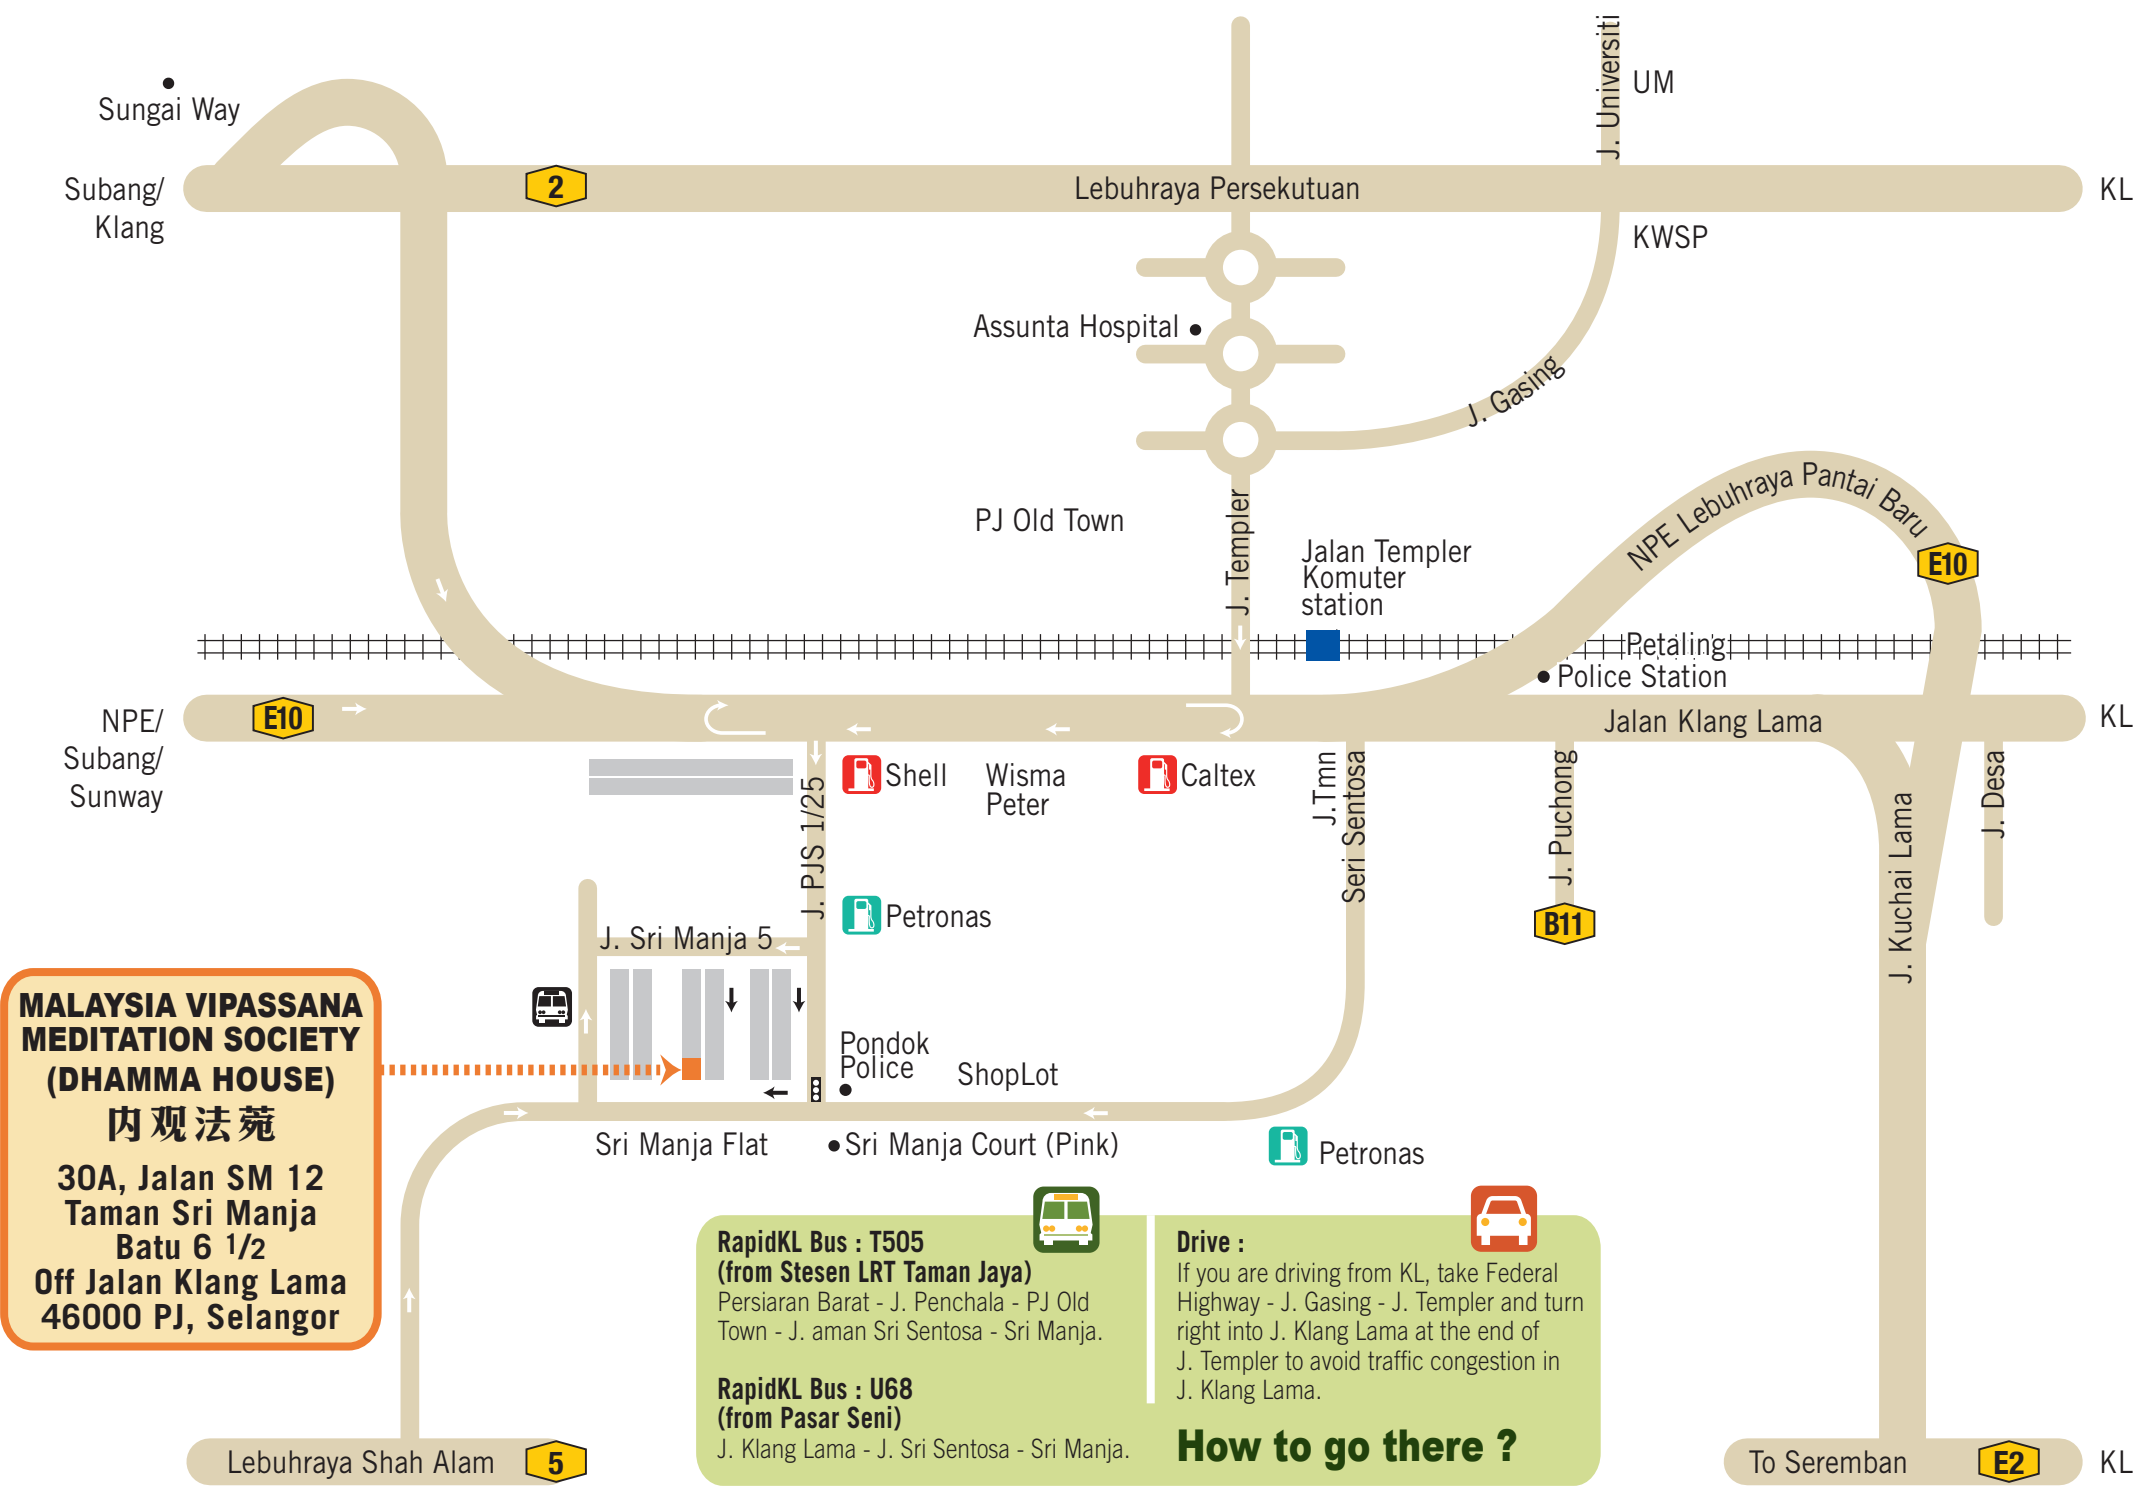 J. Universiti
UM
Sungai Way
Subang/
Klang
2
Lebuhraya Persekutuan
KL
KWSP
Assunta Hospital
J. Gasing
NPE Lebuhraya Pantai Baru
E10
PJ Old Town
J. Templer
Jalan Templer
Komuter
station
Petaling
Police Station
NPE/
Subang/
Sunway
E10
Jalan Klang Lama
KL
Shell
Wisma
Peter
Caltex
J. PJS 1/25
J.Tmn
Seri Sentosa
J. Puchong
B11
J. Kuchai Lama
J. Desa
Petronas
J. Sri Manja 5
MALAYSIA VIPASSANA
MEDITATION SOCIETY
(DHAMMA HOUSE)
内观法苑
30A, Jalan SM 12
Taman Sri Manja
Batu 6 1/2
Off Jalan Klang Lama
46000 PJ, Selangor
Pondok
Police
ShopLot
Sri Manja Flat
Sri Manja Court (Pink)
Petronas
RapidKL Bus : T505
(from Stesen LRT Taman Jaya)
Persiaran Barat - J. Penchala - PJ Old
Town - J. aman Sri Sentosa - Sri Manja.
RapidKL Bus : U68
(from Pasar Seni)
J. Klang Lama - J. Sri Sentosa - Sri Manja.
Drive :
If you are driving from KL, take Federal
Highway - J. Gasing - J. Templer and turn
right into J. Klang Lama at the end of
J. Templer to avoid traffic congestion in
J. Klang Lama.
How to go there ?
Lebuhraya Shah Alam
5
To Seremban
E2
KL